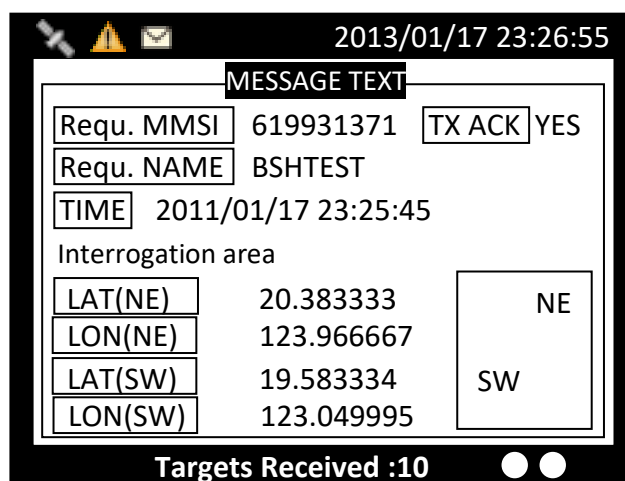 2013/01/17 23:26:55
MESSAGE TEXT
Requ. MMSI 619931371 TX ACK YES
Requ. NAME BSHTEST
TIME 2011/01/17 23:25:45
Interrogation area
LAT(NE) 20.383333 NE
LON(NE) 123.966667
LAT(SW) 19.583334 SW
LON(SW) 123.049995
Targets Received :10